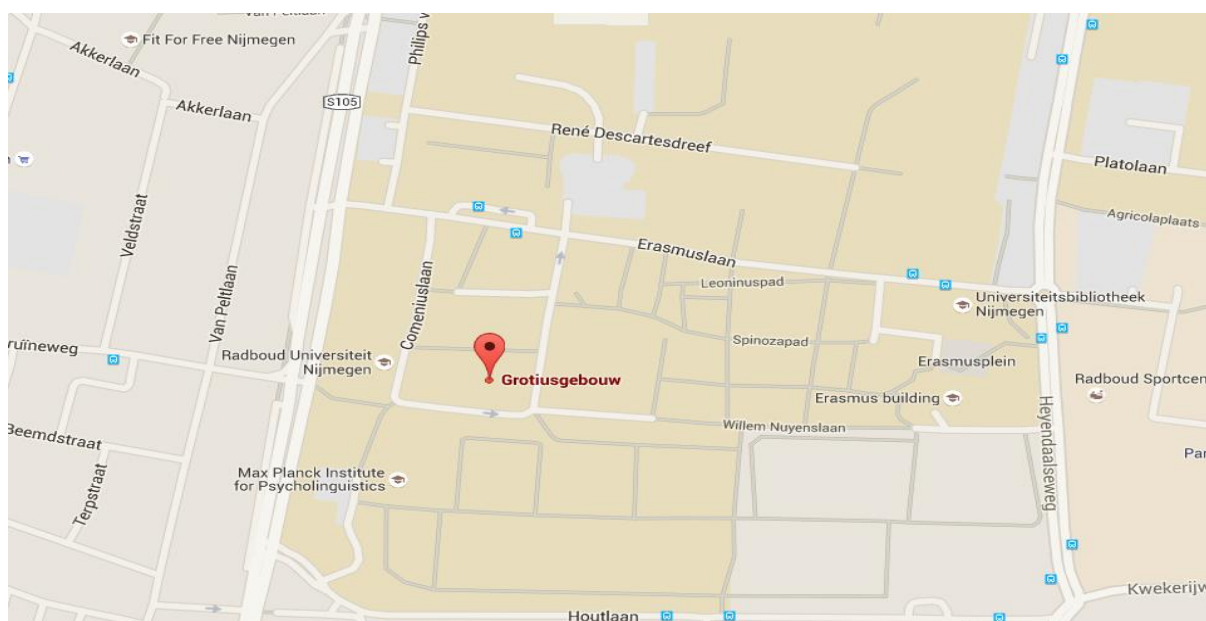 Van Peltlaan
Fit For Free Nijmegen
Akkerlaan
Akkerlaan
S105
Philips v
René Descartesdreef
Platolaan
Agricolaplaats
Veldstraat
Van Peltlaan
Comeniuslaan
Erasmuslaan
Leoninuspad
Universiteitsbibliotheek
Nijmegen
Spinozapad
Erasmusplein
ruïneweg
Radboud Universiteit
Nijmegen
Grotiusgebouw
Erasmus building
Radboud Sportcen
Heyendaalseweg
Willem Nuyenslaan
Beemdstraat
Terpstraat
Max Planck Institute
for Psycholinguistics
Par
Kwekerijw
Houtlaan